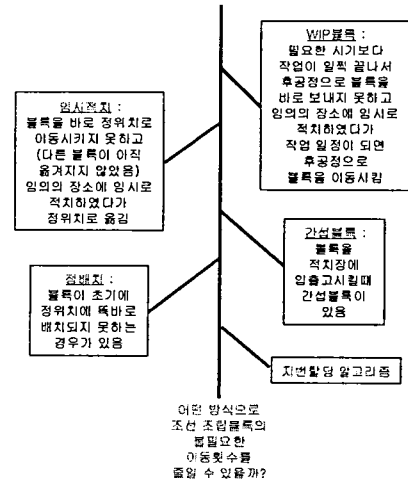 WIP블록 :
필요한 시기보다
작업이 일찍 끝나서
후공정으로 블록을
바로 보내지 못하고
임의의 장소에 임시로
적치하였다가
작업 일정이 되면
후공정으로
블록을 이동시킴
임시적치 :
블록을 바로 정위치로
이동시키지 못하고
(다른 블록이 아직
옮겨지지 않았음)
임의의 장소에 임시로
적치하였다가
정위치로 옮김
간섭블록 :
블록을
적치장에
입출고시킬때
간섭블록이
있음
정배치 :
블록이 초기에
정위치에 똑바로
배치되지 못하는
경우가 있음
지번할당 알고리즘
어떤 방식으로
조선 조립블록의
불필요한
이동횟수를
줄일 수 있을까?